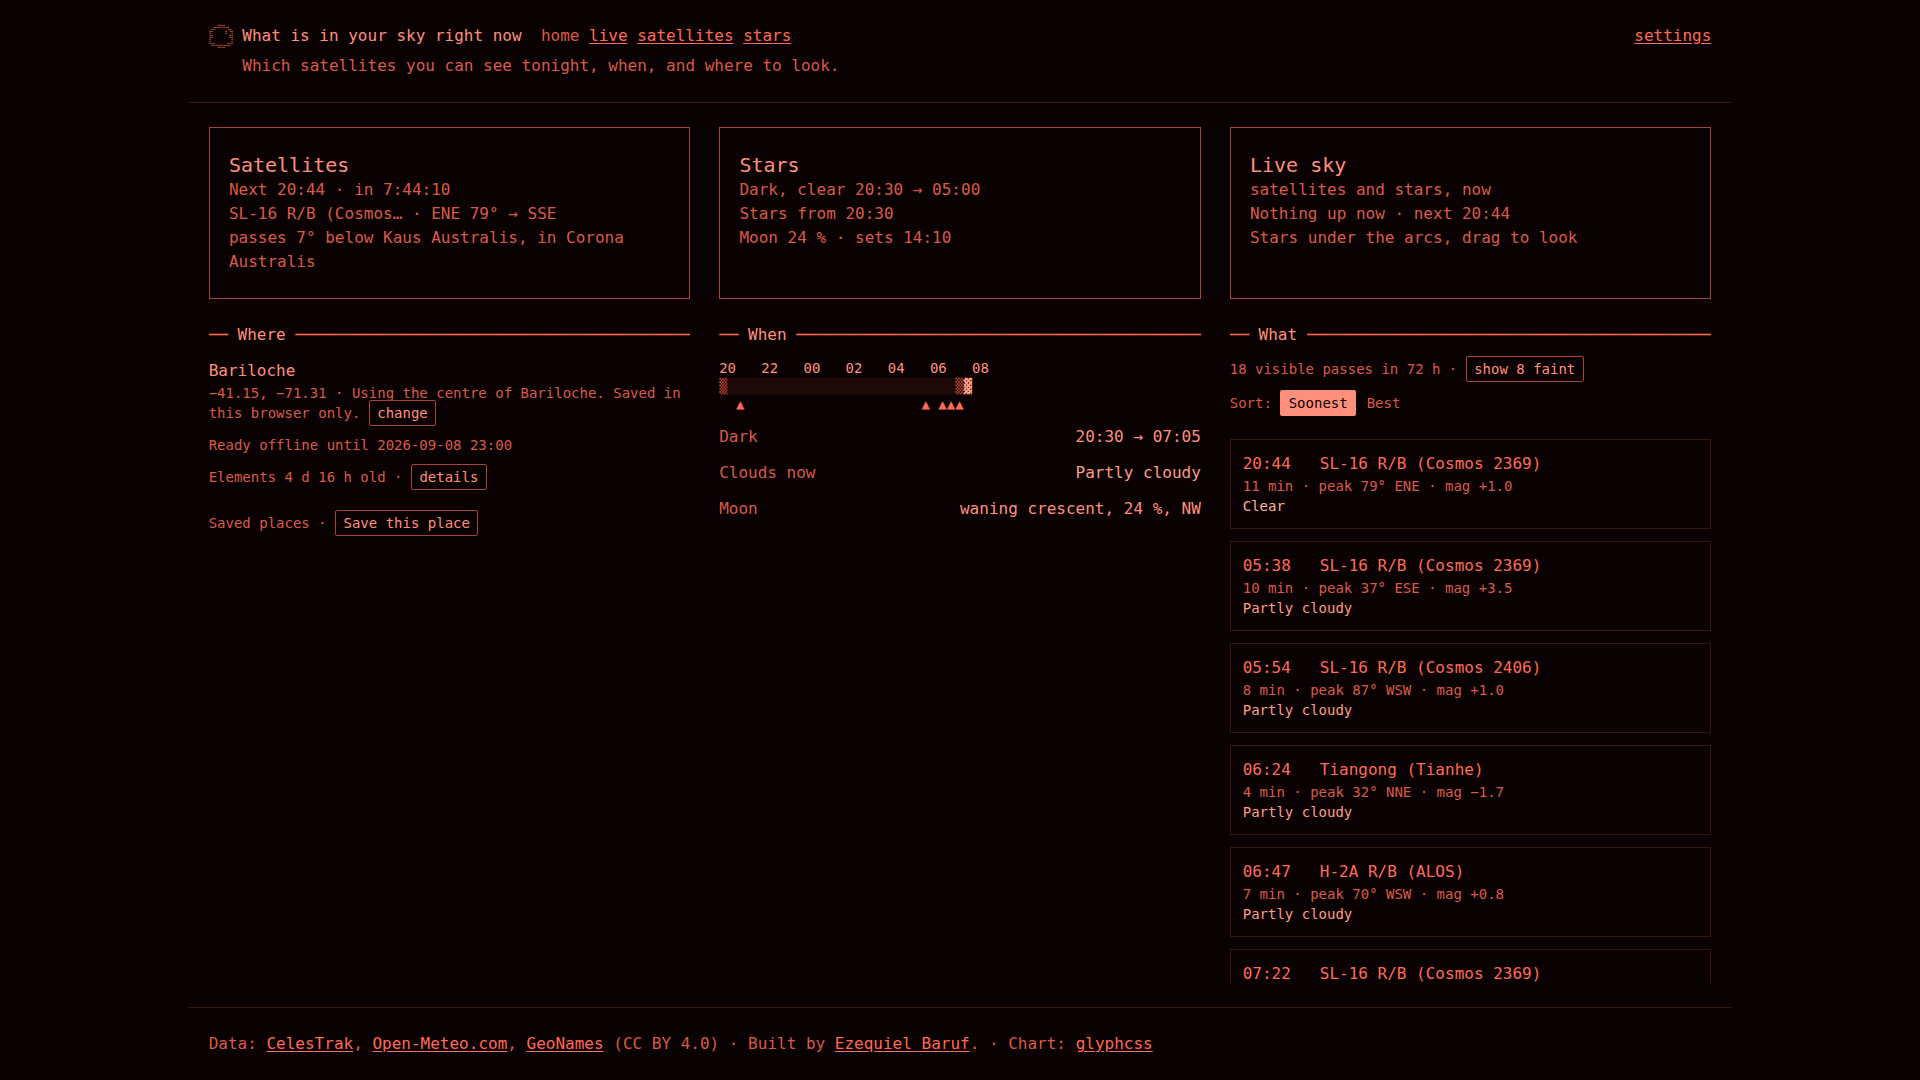 What is in your sky right now home live satellites stars settings
Which satellites you can see tonight, when, and where to look.
Satellites
Next 20:44 · in 7:44:10
SL-16 R/B (Cosmos… · ENE 79° → SSE
passes 7° below Kaus Australis, in Corona
Australis
Stars
Dark, clear 20:30 → 05:00
Stars from 20:30
Moon 24 % · sets 14:10
Live sky
satellites and stars, now
Nothing up now · next 20:44
Stars under the arcs, drag to look
Where
Bariloche
−41.15, −71.31 · Using the centre of Bariloche. Saved in
this browser only. change
Ready offline until 2026-09-08 23:00
Elements 4 d 16 h old · details
Saved places · Save this place
When
20 22 00 02 04 06 08
Dark 20:30 → 07:05
Clouds now Partly cloudy
Moon waning crescent, 24 %, NW
What
18 visible passes in 72 h · show 8 faint
Sort: Soonest Best
20:44 SL-16 R/B (Cosmos 2369)
11 min · peak 79° ENE · mag +1.0
Clear
05:38 SL-16 R/B (Cosmos 2369)
10 min · peak 37° ESE · mag +3.5
Partly cloudy
05:54 SL-16 R/B (Cosmos 2406)
8 min · peak 87° WSW · mag +1.0
Partly cloudy
06:24 Tiangong (Tianhe)
4 min · peak 32° NNE · mag −1.7
Partly cloudy
06:47 H-2A R/B (ALOS)
7 min · peak 70° WSW · mag +0.8
Partly cloudy
07:22 SL-16 R/B (Cosmos 2369)
Data: CelesTrak, Open-Meteo.com, GeoNames (CC BY 4.0) · Built by Ezequiel Baruf. · Chart: glyphcss